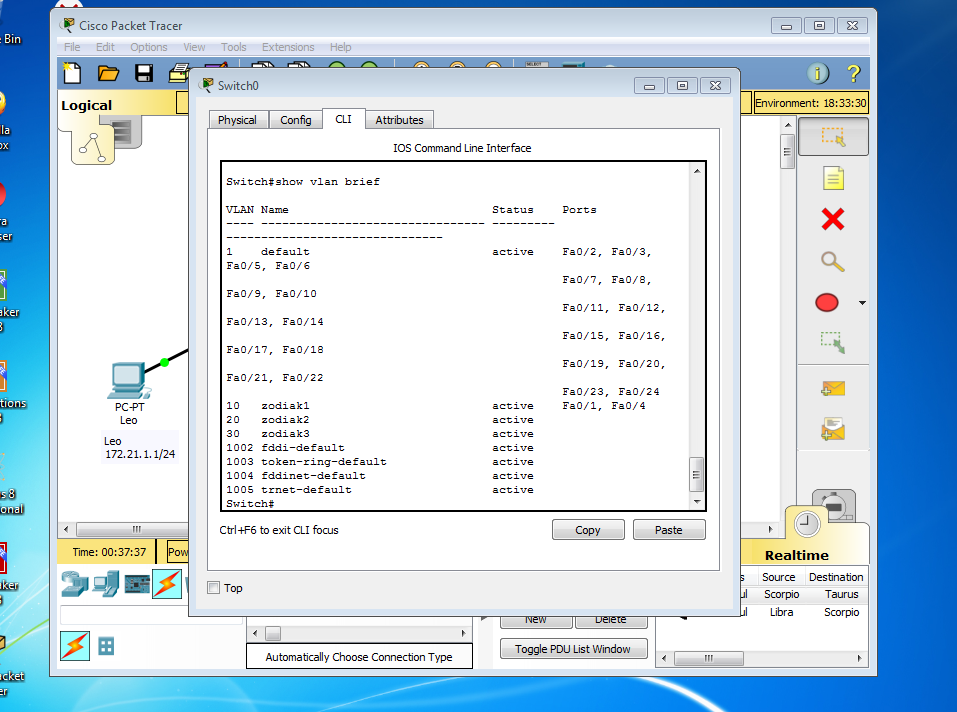 Bin
Cisco Packet Tracer
File Edit Options View Tools Extensions Help
Logical
Environment: 18:33:30
Switch0
Physical Config CLI Attributes
IOS Command Line Interface
Switch#show vlan brief
VLAN Name Status Ports
---- -------------------------------- --------- -------------------------------
1 default active Fa0/2, Fa0/3,
Fa0/5, Fa0/6
Fa0/7, Fa0/8,
Fa0/9, Fa0/10
Fa0/11, Fa0/12,
Fa0/13, Fa0/14
Fa0/15, Fa0/16,
Fa0/17, Fa0/18
Fa0/19, Fa0/20,
Fa0/21, Fa0/22
Fa0/23, Fa0/24
10 zodiak1 active Fa0/1, Fa0/4
20 zodiak2 active
30 zodiak3 active
1002 fddi-default active
1003 token-ring-default active
1004 fddinet-default active
1005 trnet-default active
Switch#
Ctrl+F6 to exit CLI focus
Copy Paste
Top
PC-PT
Leo
Leo
172.21.1.1/24
Time: 00:37:37 Pow
Realtime
Source Destination
Scorpio Taurus
Libra Scorpio
New Delete
Toggle PDU List Window
Automatically Choose Connection Type